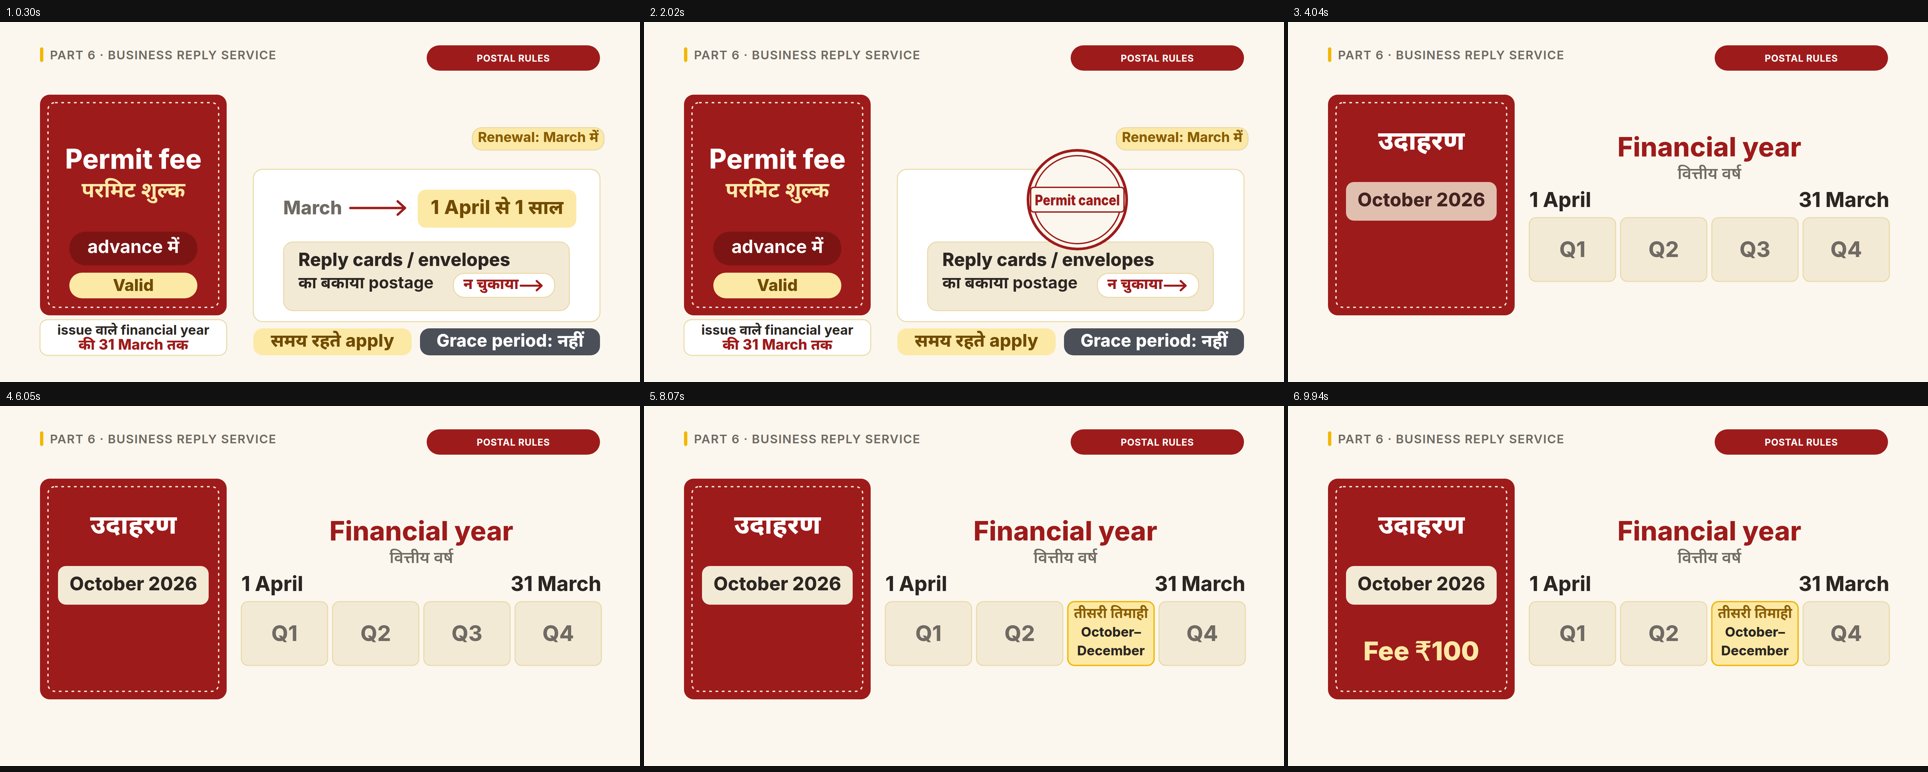 1. 0.30s
PART 6 · BUSINESS REPLY SERVICE
POSTAL RULES
Permit fee
परमिट शुल्क
advance में
Valid
issue वाले financial year
की 31 March तक
Renewal: March में
March
1 April से 1 साल
Reply cards / envelopes
का बकाया postage
न चुकाया
समय रहते apply
Grace period: नहीं
2. 2.02s
PART 6 · BUSINESS REPLY SERVICE
POSTAL RULES
Permit fee
परमिट शुल्क
advance में
Valid
issue वाले financial year
की 31 March तक
Renewal: March में
Permit cancel
Reply cards / envelopes
का बकाया postage
न चुकाया
समय रहते apply
Grace period: नहीं
3. 4.04s
PART 6 · BUSINESS REPLY SERVICE
POSTAL RULES
उदाहरण
October 2026
Financial year
वित्तीय वर्ष
1 April
31 March
Q1
Q2
Q3
Q4
4. 6.05s
PART 6 · BUSINESS REPLY SERVICE
POSTAL RULES
उदाहरण
October 2026
Financial year
वित्तीय वर्ष
1 April
31 March
Q1
Q2
Q3
Q4
5. 8.07s
PART 6 · BUSINESS REPLY SERVICE
POSTAL RULES
उदाहरण
October 2026
Financial year
वित्तीय वर्ष
1 April
31 March
Q1
Q2
तीसरी तिमाही
October–
December
Q4
6. 9.94s
PART 6 · BUSINESS REPLY SERVICE
POSTAL RULES
उदाहरण
October 2026
Fee ₹100
Financial year
वित्तीय वर्ष
1 April
31 March
Q1
Q2
तीसरी तिमाही
October–
December
Q4